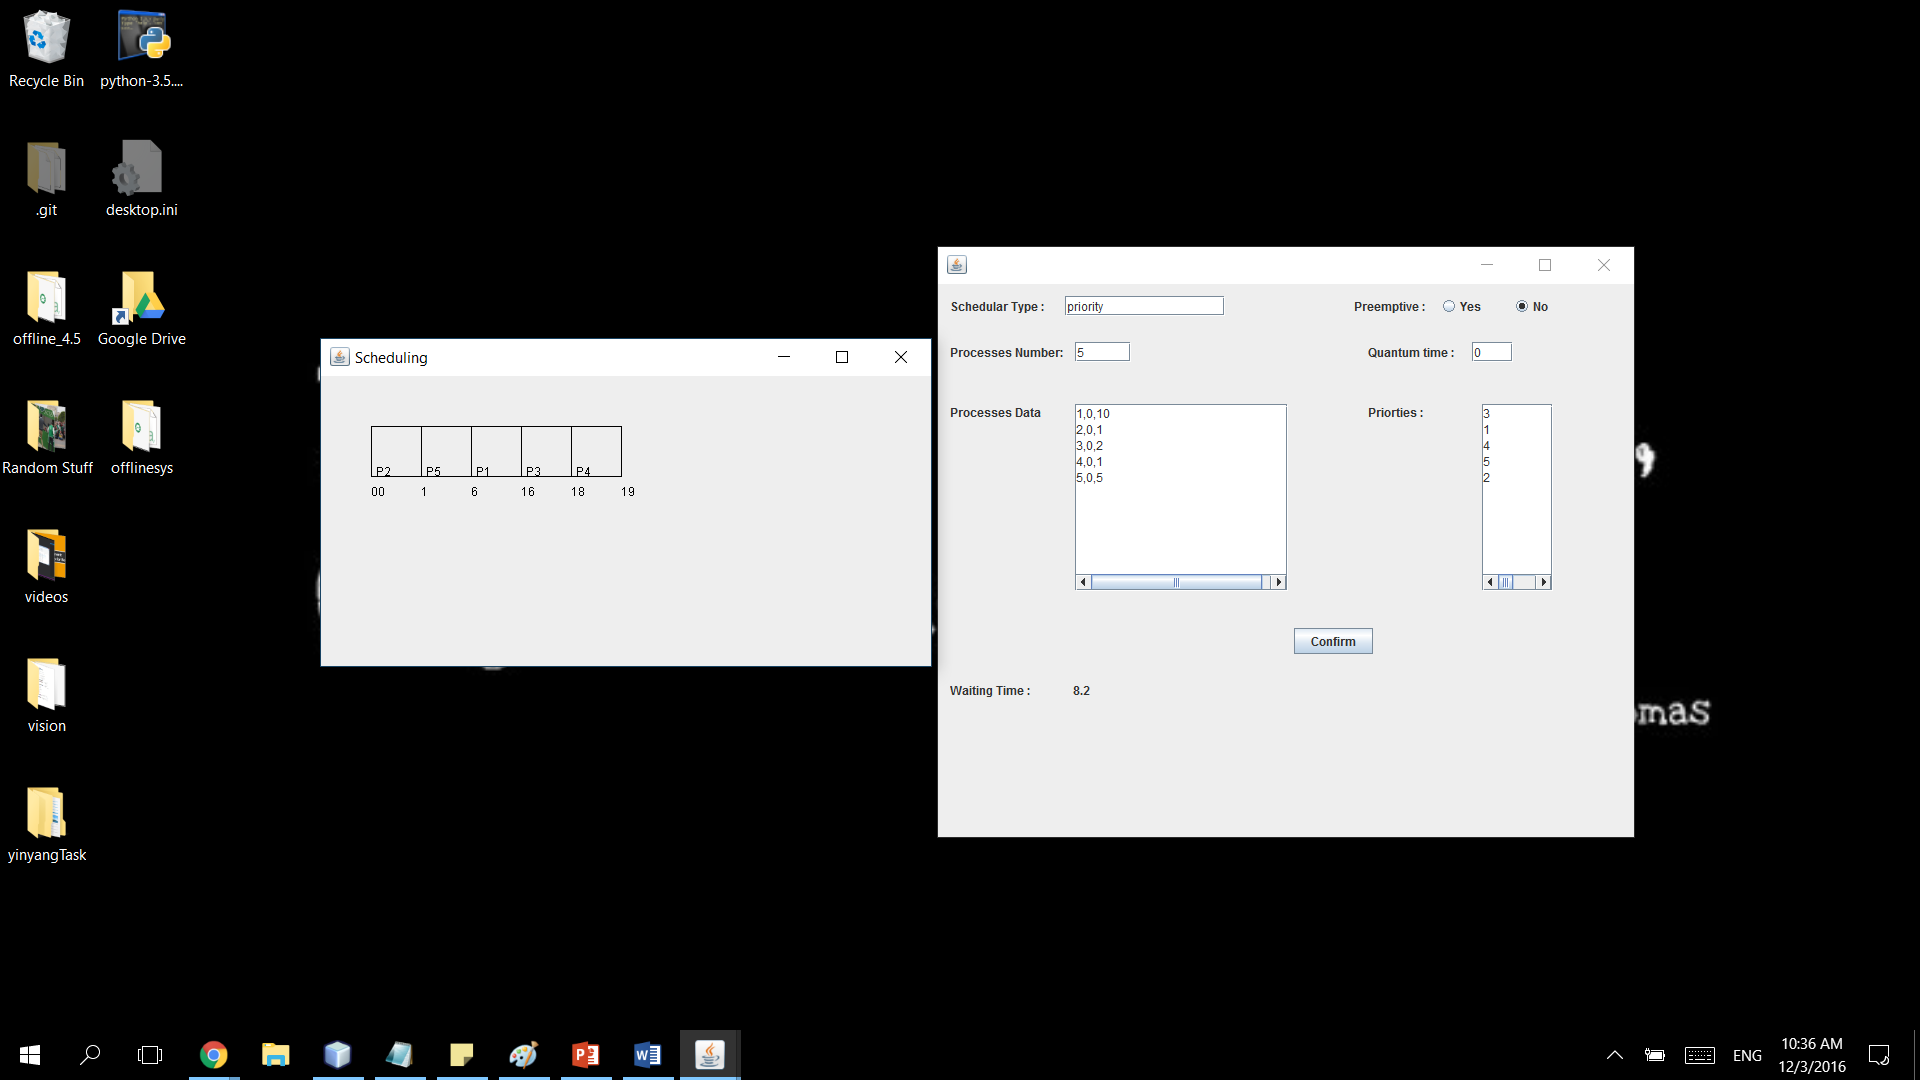 Recycle Bin
python-3.5....
.git
desktop.ini
offline_4.5
Google Drive
Random Stuff
offlinesys
videos
vision
yinyangTask
Scheduling
P2 P5 P1 P3 P4
00 1 6 16 18 19
Schedular Type : priority
Preemptive : Yes No
Processes Number: 5
Quantum time : 0
Processes Data
1,0,10
2,0,1
3,0,2
4,0,1
5,0,5
Priorties :
3
1
4
5
2
Confirm
Waiting Time : 8.2
omas
ENG
10:36 AM
12/3/2016